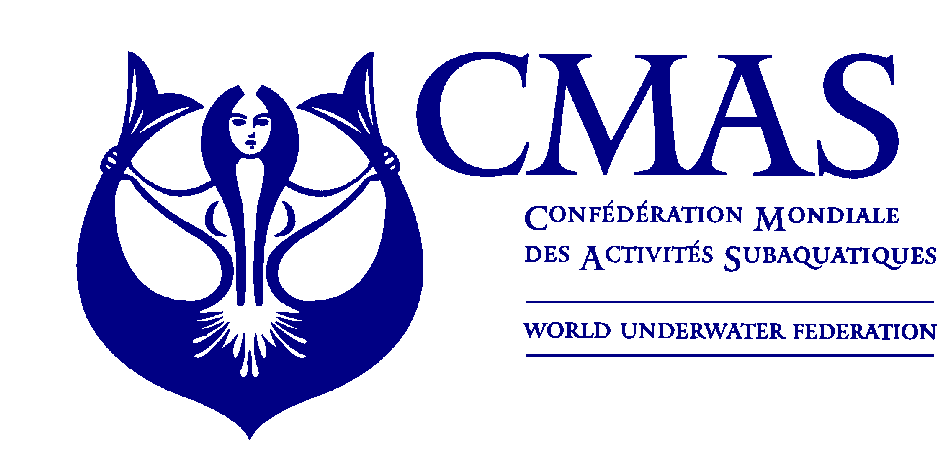 CMAS
Confédération Mondiale
des Activités Subaquatiques
WORLD UNDERWATER FEDERATION